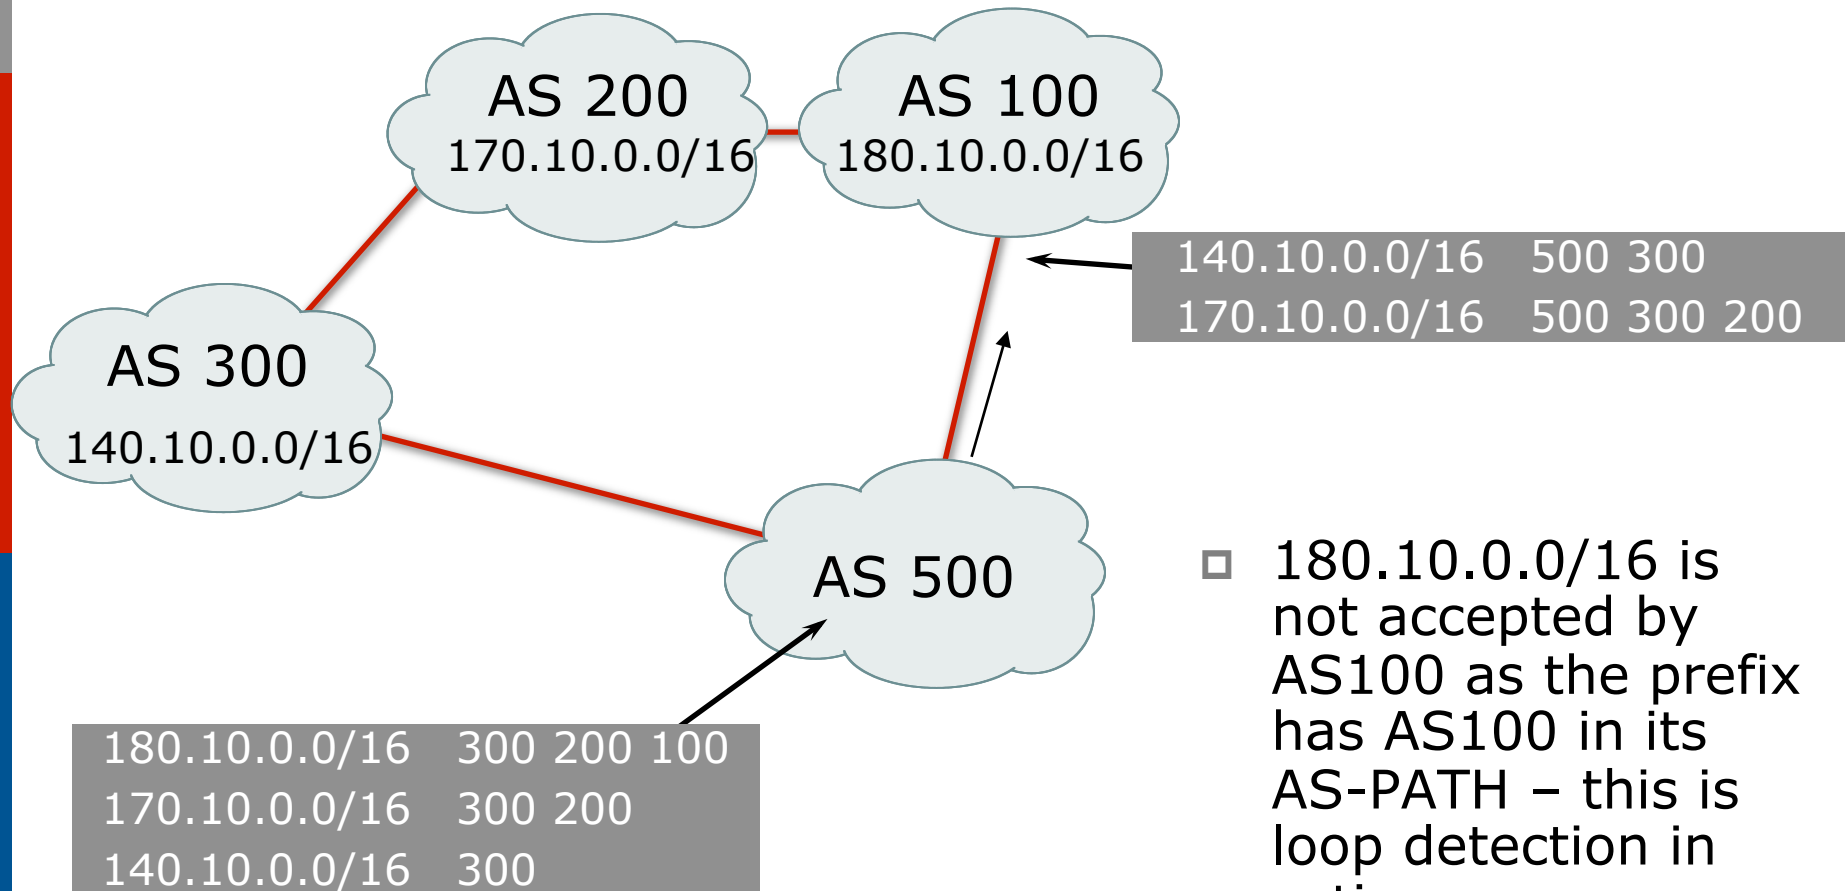 AS 200
170.10.0.0/16
AS 100
180.10.0.0/16
140.10.0.0/16 500 300
170.10.0.0/16 500 300 200
AS 300
140.10.0.0/16
AS 500
180.10.0.0/16 300 200 100
170.10.0.0/16 300 200
140.10.0.0/16 300
180.10.0.0/16 is
not accepted by
AS100 as the prefix
has AS100 in its
AS-PATH – this is
loop detection in